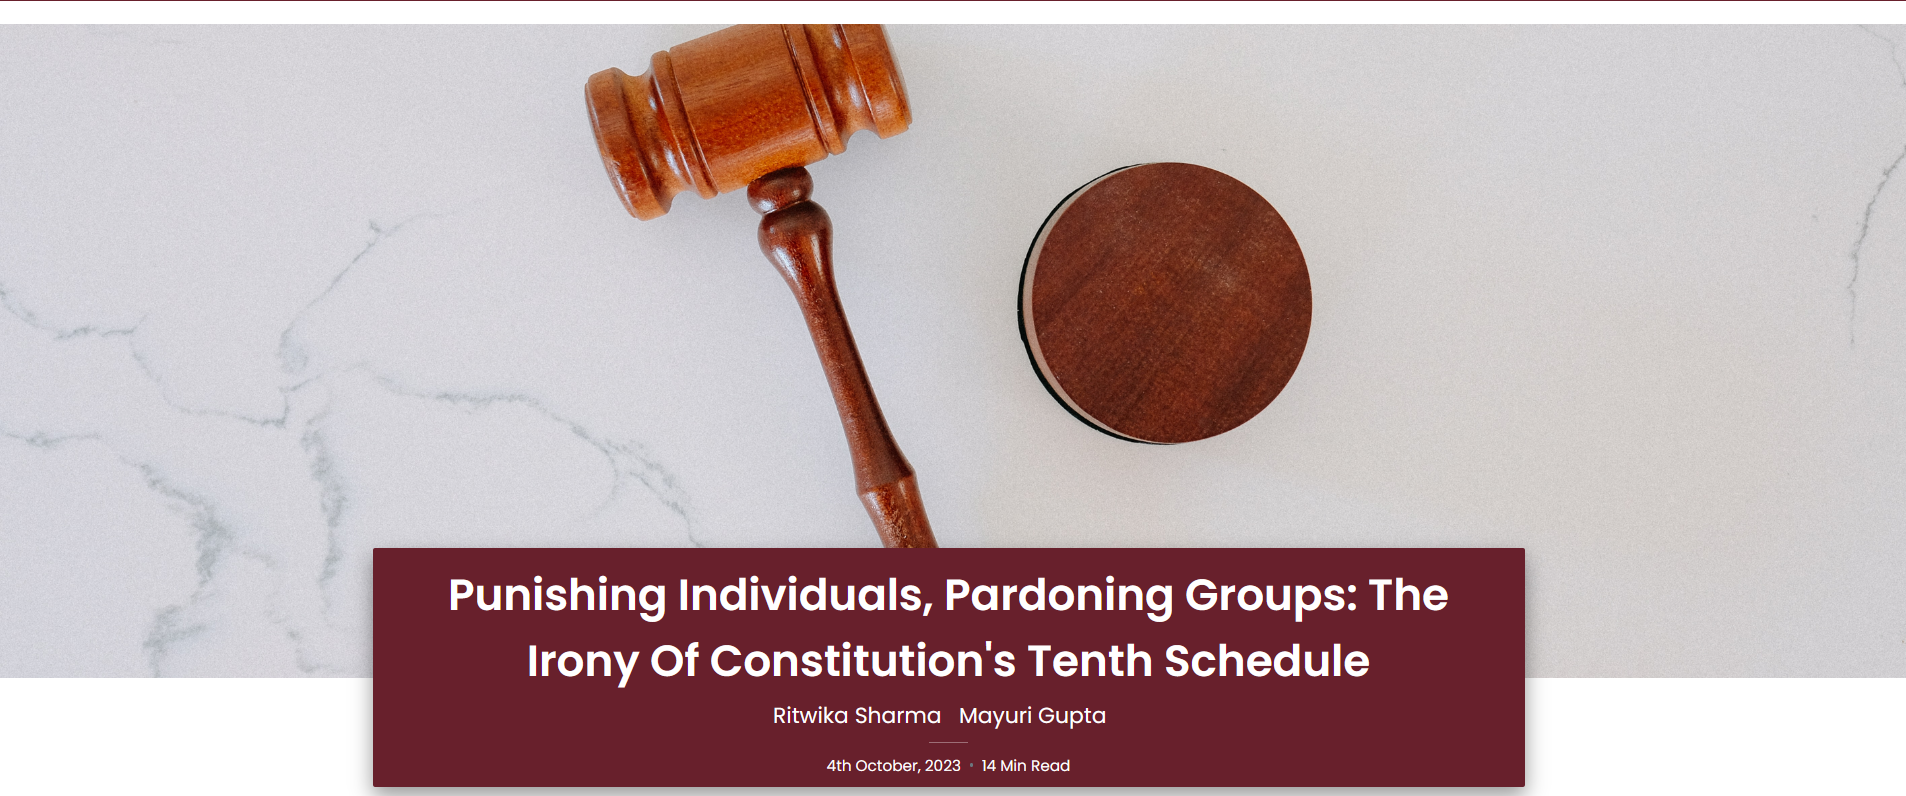 Punishing Individuals, Pardoning Groups: The
Irony Of Constitution's Tenth Schedule
Ritwika Sharma Mayuri Gupta
4th October, 2023 • 14 Min Read